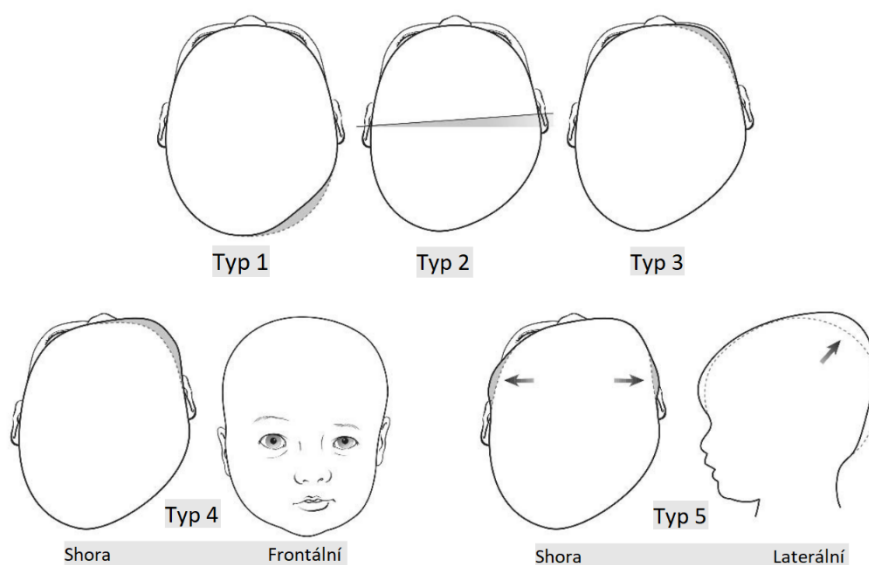 Typ 1
Typ 2
Typ 3
Typ 4
Typ 5
Shora
Frontální
Shora
Laterální